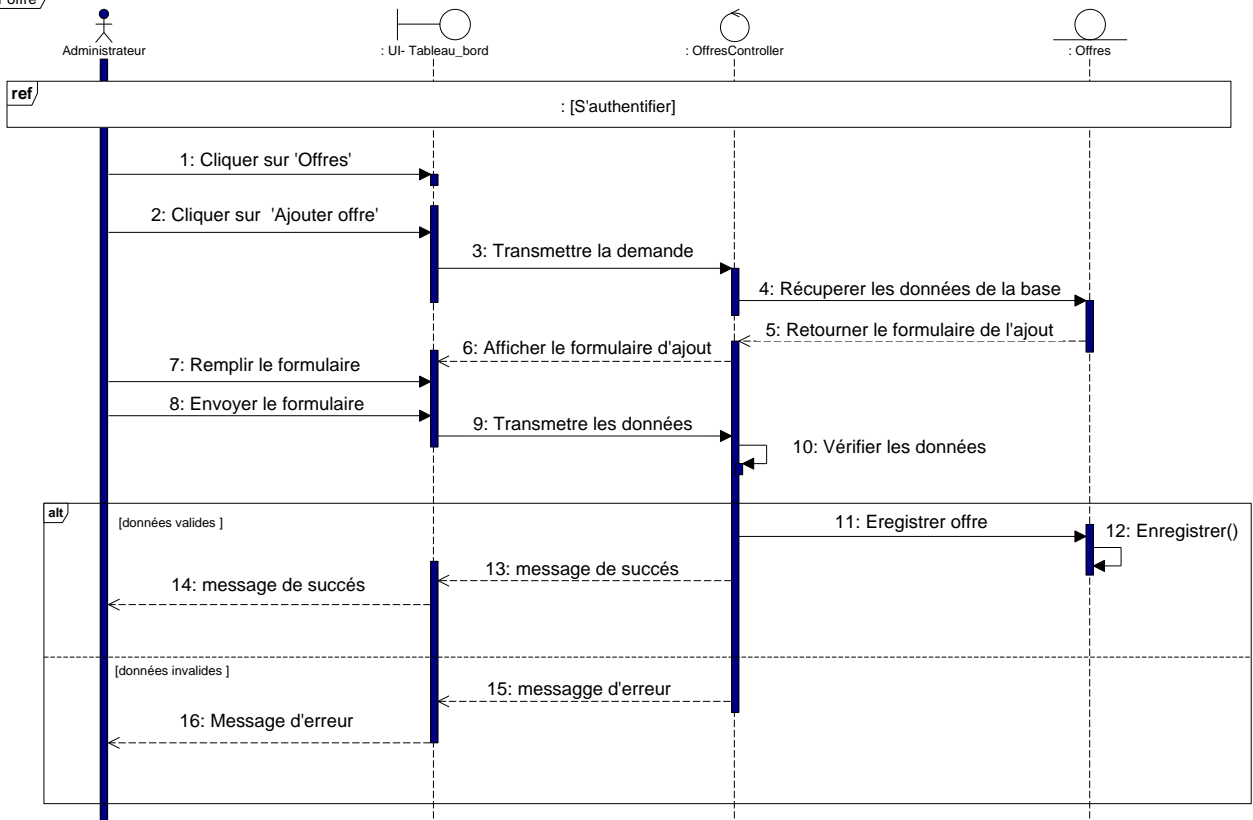 offre
Administrateur
: UI- Tableau_bord
: OffresController
: Offres
ref
: [S'authentifier]
1: Cliquer sur 'Offres'
2: Cliquer sur 'Ajouter offre'
3: Transmettre la demande
4: Récuperer les données de la base
5: Retourner le formulaire de l'ajout
6: Afficher le formulaire d'ajout
7: Remplir le formulaire
8: Envoyer le formulaire
9: Transmetre les données
10: Vérifier les données
alt
[données valides ]
11: Eregistrer offre
12: Enregistrer()
13: message de succés
14: message de succés
[données invalides ]
15: messagge d'erreur
16: Message d'erreur